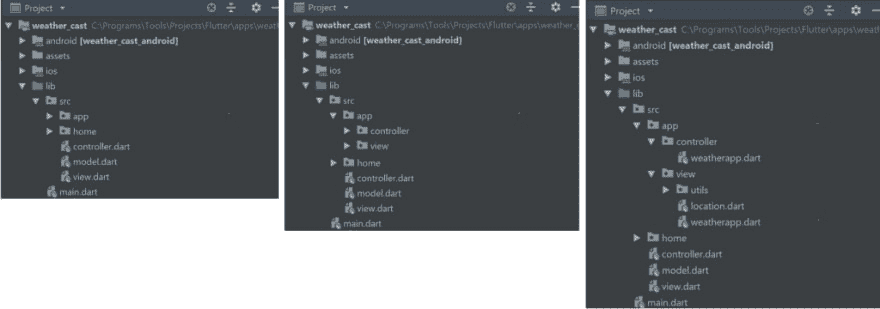 Project
weather_cast C:\Programs\Tools\Projects\Flutter\apps\weat
android [weather_cast_android]
assets
ios
lib
src
app
home
controller.dart
model.dart
view.dart
main.dart
Project
weather_cast C:\Programs\Tools\Projects\Flutter\apps\weather_
android [weather_cast_android]
assets
ios
lib
src
app
controller
view
home
controller.dart
model.dart
view.dart
main.dart
Project
weather_cast C:\Programs\Tools\Projects\Flutter\apps\weat
android [weather_cast_android]
assets
ios
lib
src
app
controller
weatherapp.dart
view
utils
location.dart
weatherapp.dart
home
controller.dart
model.dart
view.dart
main.dart